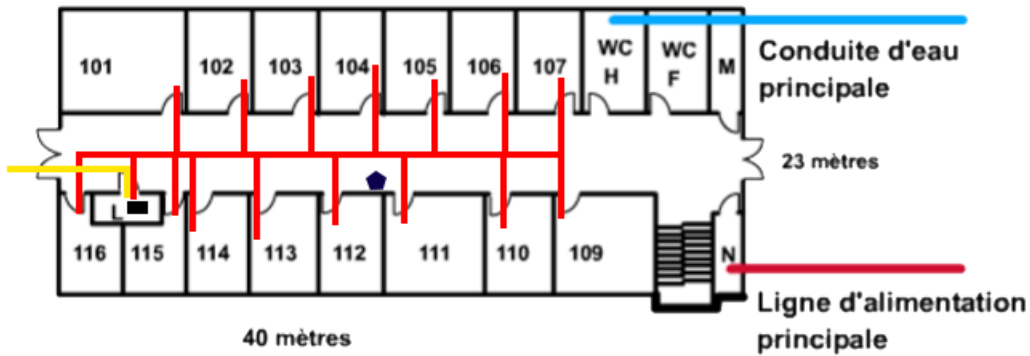 101
102
103
104
105
106
107
WC
H
WC
F
M
Conduite d'eau
principale
23 mètres
L
116
115
114
113
112
111
110
109
N
Ligne d'alimentation
principale
40 mètres